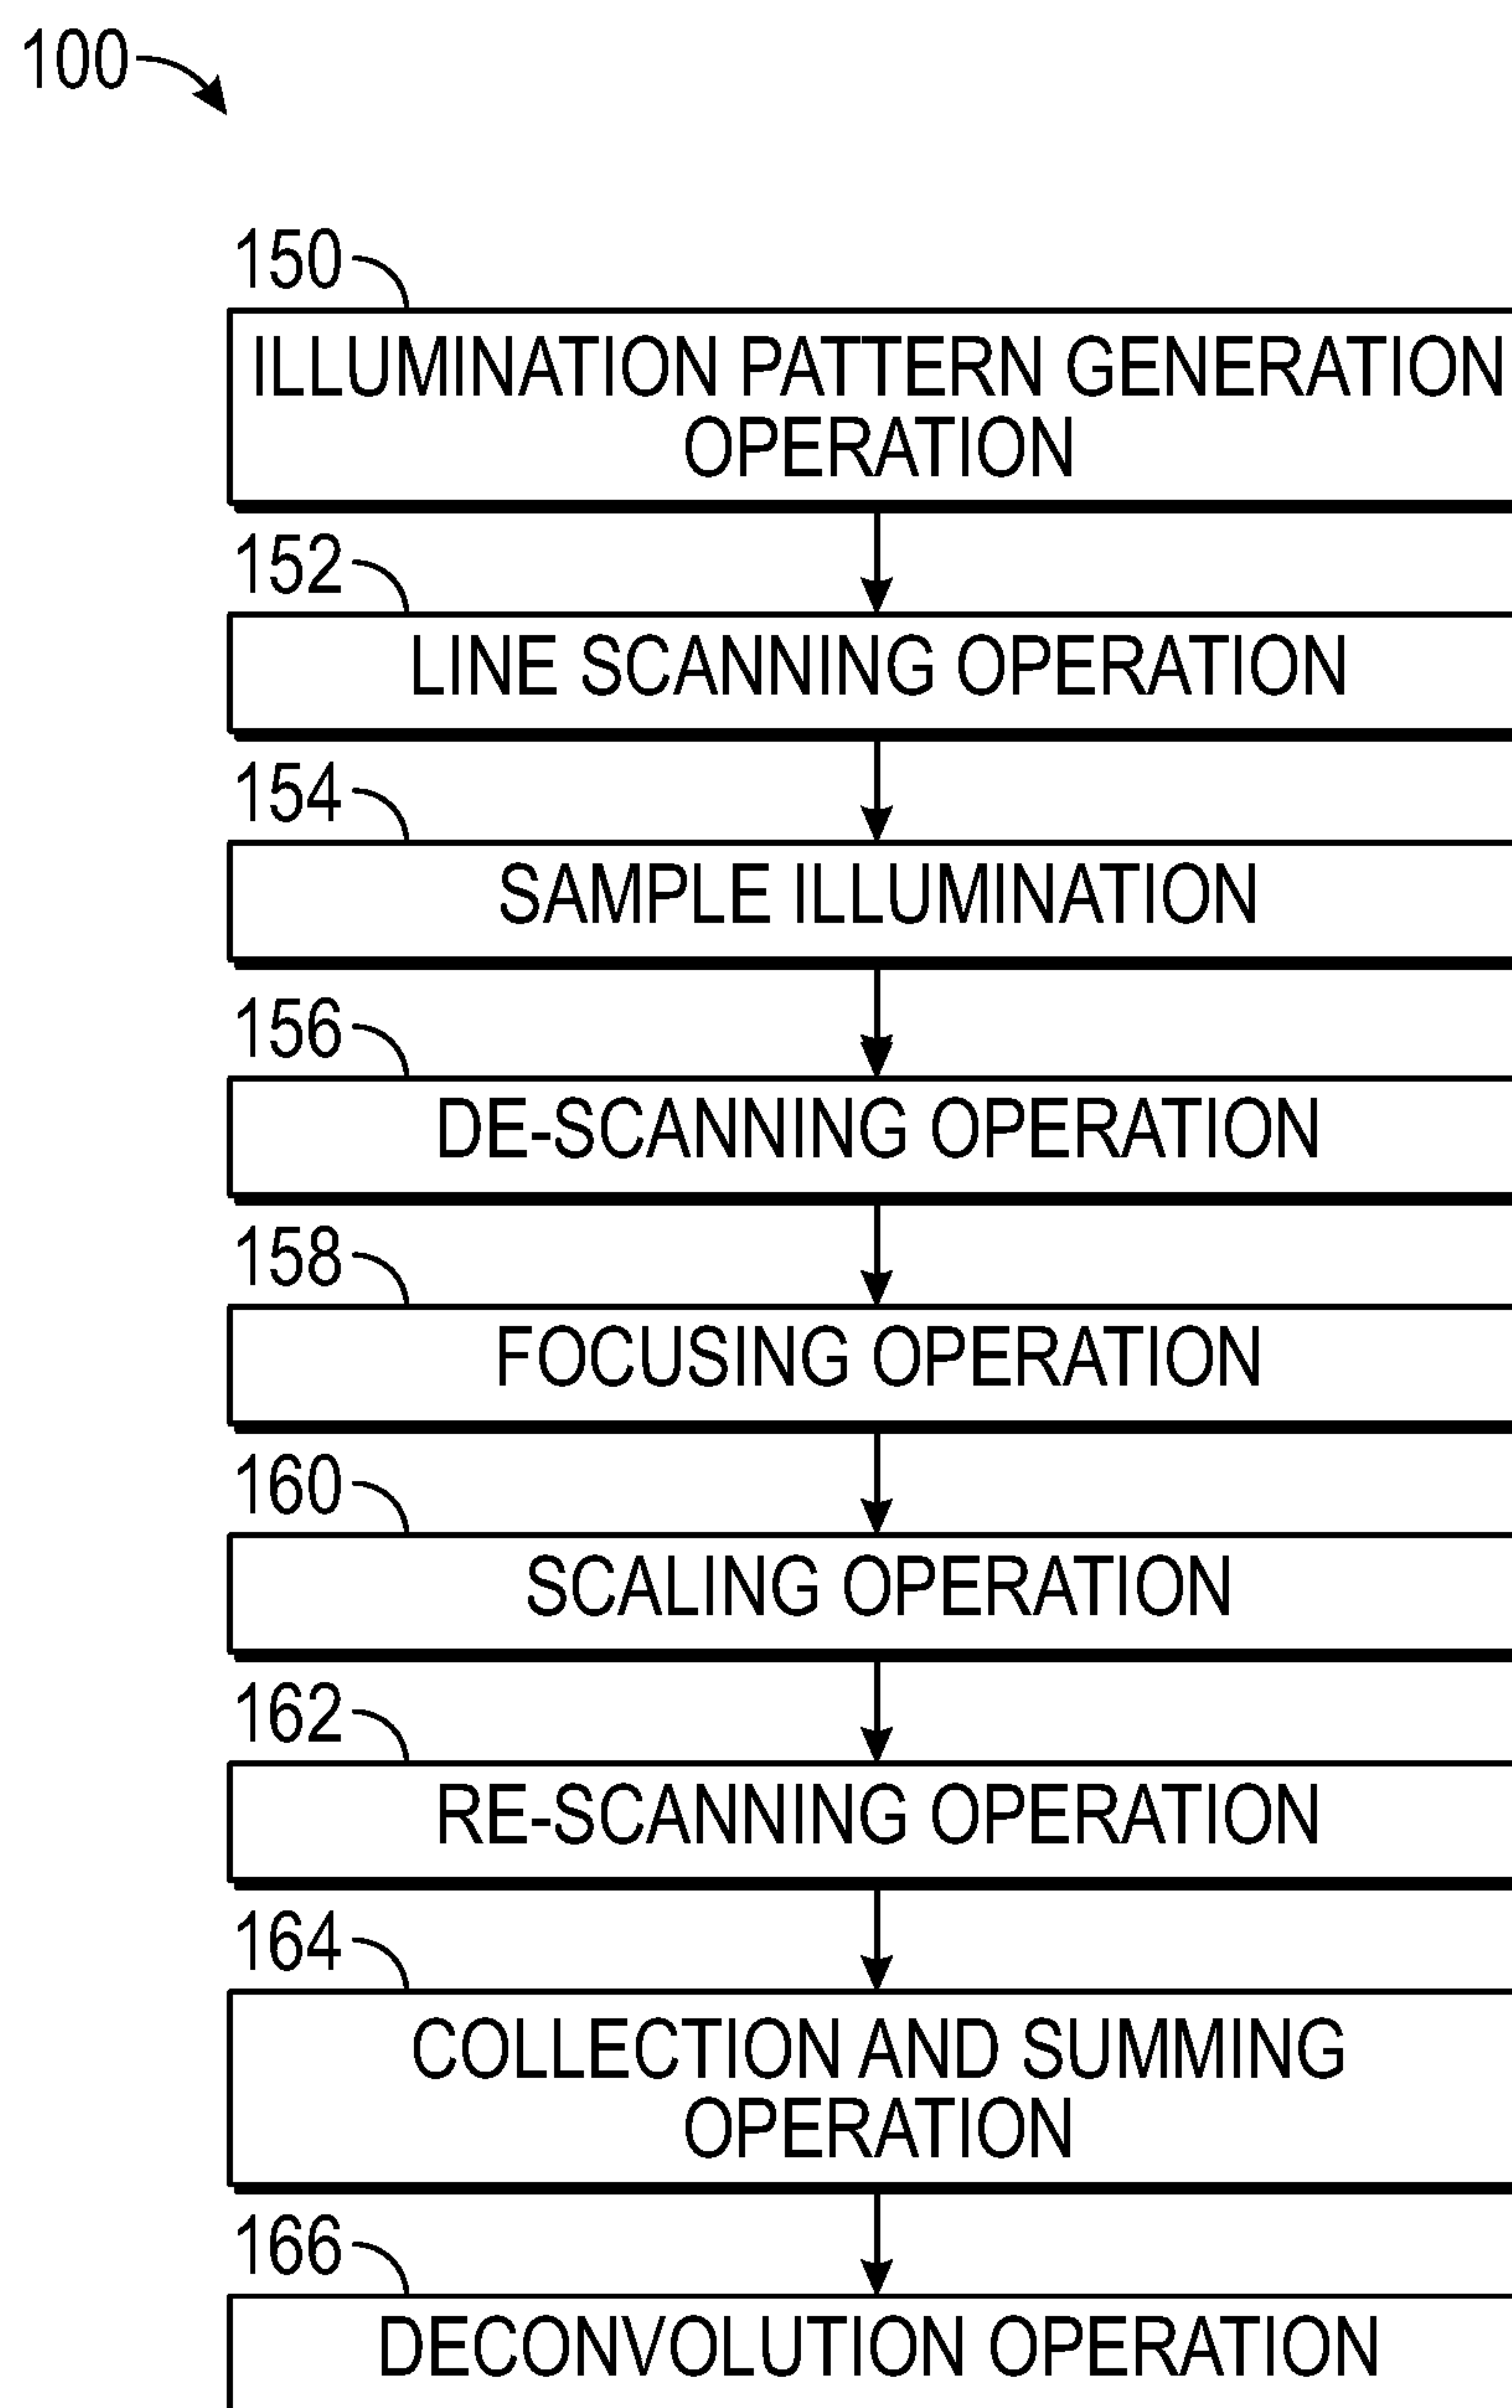 100
150
ILLUMINATION PATTERN GENERATION
OPERATION
152
LINE SCANNING OPERATION
154
SAMPLE ILLUMINATION
156
DE-SCANNING OPERATION
158
FOCUSING OPERATION
160
SCALING OPERATION
162
RE-SCANNING OPERATION
164
COLLECTION AND SUMMING
OPERATION
166
DECONVOLUTION OPERATION